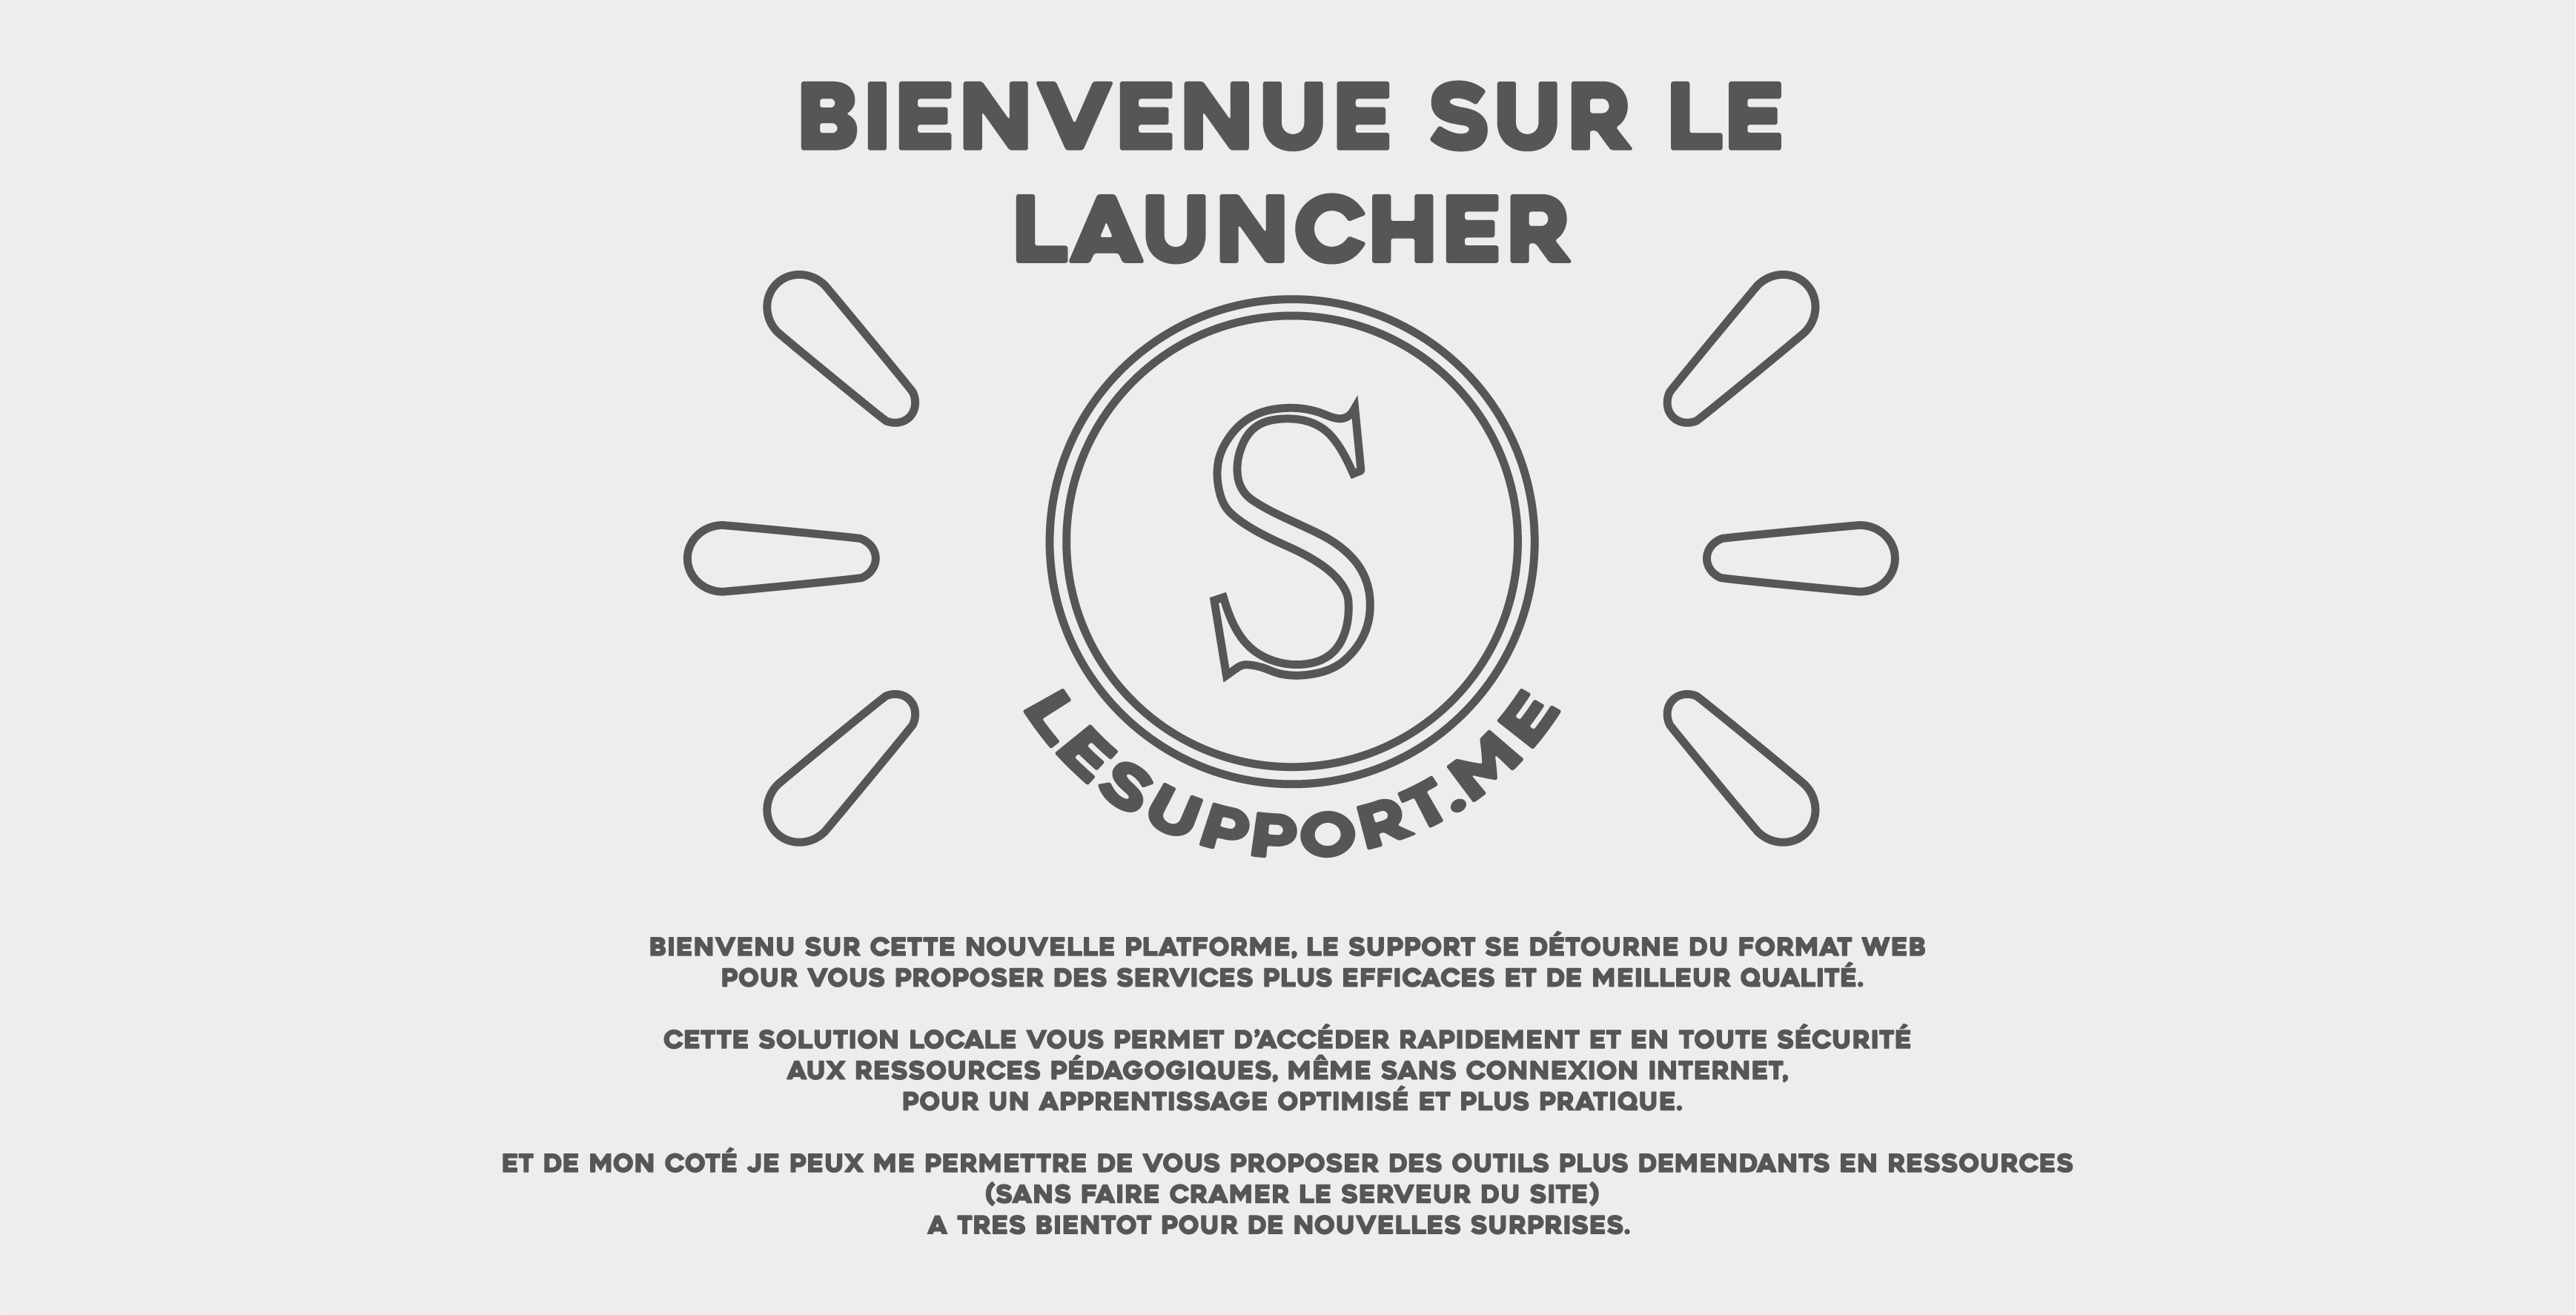 BIENVENUE SUR LE
LAUNCHER
S
LESUPPORT.ME
BIENVENU SUR CETTE NOUVELLE PLATFORME, LE SUPPORT SE DÉTOURNE DU FORMAT WEB
POUR VOUS PROPOSER DES SERVICES PLUS EFFICACES ET DE MEILLEUR QUALITÉ.
CETTE SOLUTION LOCALE VOUS PERMET D'ACCÉDER RAPIDEMENT ET EN TOUTE SÉCURITÉ
AUX RESSOURCES PÉDAGOGIQUES, MÊME SANS CONNEXION INTERNET,
POUR UN APPRENTISSAGE OPTIMISÉ ET PLUS PRATIQUE.
ET DE MON COTÉ JE PEUX ME PERMETTRE DE VOUS PROPOSER DES OUTILS PLUS DEMENDANTS EN RESSOURCES
(SANS FAIRE CRAMER LE SERVEUR DU SITE)
A TRES BIENTOT POUR DE NOUVELLES SURPRISES.